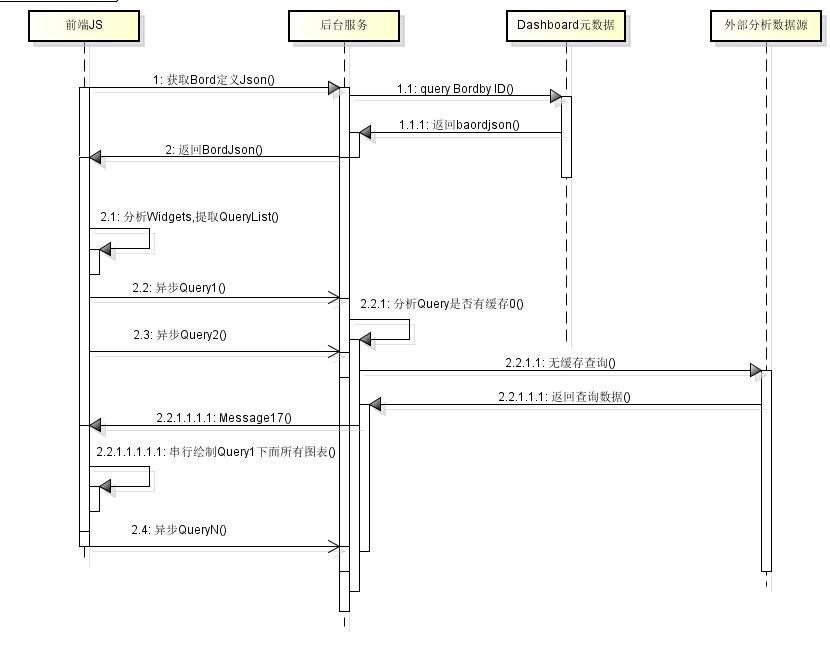 前端JS
后台服务
Dashboard元数据
外部分析数据源
1: 获取Bord定义Json()
1.1: query Bordby ID()
1.1.1: 返回baordjson()
2: 返回BordJson()
2.1: 分析Widgets,提取QueryList()
2.2: 异步Query1()
2.2.1: 分析Query是否有缓存0()
2.3: 异步Query2()
2.2.1.1: 无缓存查询()
2.2.1.1.1: 返回查询数据()
2.2.1.1.1.1: Message17()
2.2.1.1.1.1.1: 串行绘制Query1下面所有图表()
2.4: 异步QueryN()